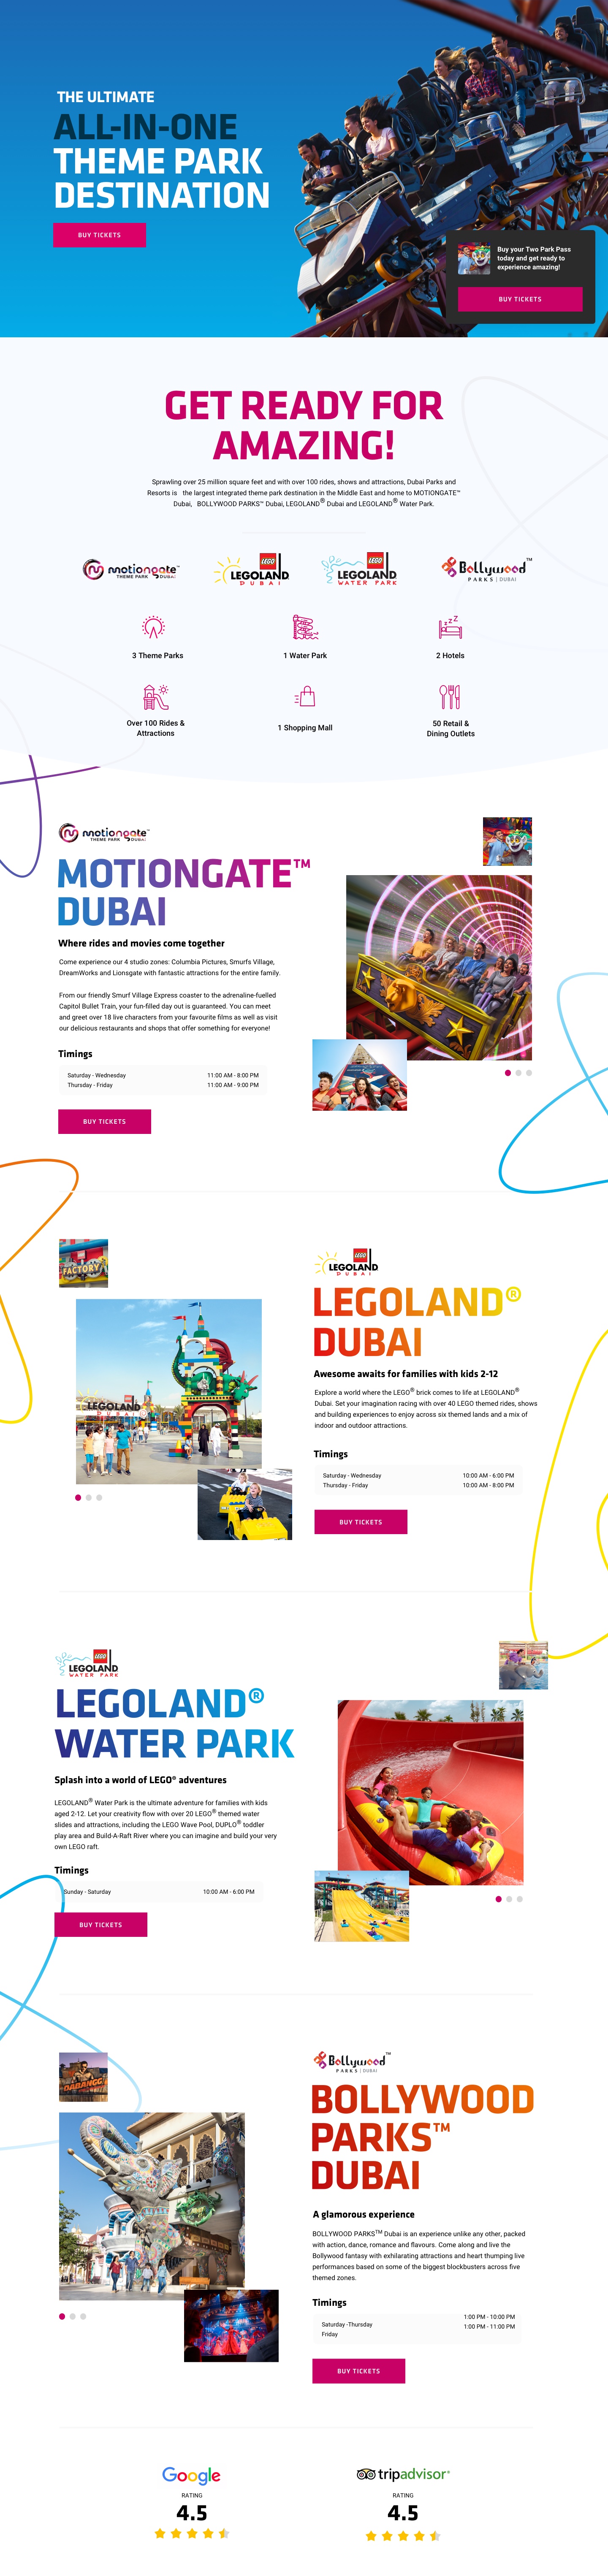 THE ULTIMATE
ALL-IN-ONE
THEME PARK
DESTINATION
BUY TICKETS
Buy your Two Park Pass
today and get ready to
experience amazing!
BUY TICKETS
GET READY FOR
AMAZING!
Sprawling over 25 million square feet and with over 100 rides, shows and attractions, Dubai Parks and
Resorts is the largest integrated theme park destination in the Middle East and home to MOTIONGATE™
Dubai, BOLLYWOOD PARKS™ Dubai, LEGOLAND® Dubai and LEGOLAND® Water Park.
motiongate™
THEME PARK DUBAI
LEGO
LEGOLAND
DUBAI
LEGO
LEGOLAND
WATER PARK
Bollywood™
PARKS | DUBAI
3 Theme Parks
1 Water Park
2 Hotels
Over 100 Rides &
Attractions
1 Shopping Mall
50 Retail &
Dining Outlets
motiongate™
THEME PARK DUBAI
MOTIONGATE™
DUBAI
Where rides and movies come together
Come experience our 4 studio zones: Columbia Pictures, Smurfs Village,
DreamWorks and Lionsgate with fantastic attractions for the entire family.
From our friendly Smurf Village Express coaster to the adrenaline-fuelled
Capitol Bullet Train, your fun-filled day out is guaranteed. You can meet
and greet over 18 live characters from your favourite films as well as visit
our delicious restaurants and shops that offer something for everyone!
Timings
Saturday - Wednesday 11:00 AM - 8:00 PM
Thursday - Friday 11:00 AM - 9:00 PM
BUY TICKETS
FACTORY
LEGOLAND
LEGO
LEGOLAND
DUBAI
LEGOLAND®
DUBAI
Awesome awaits for families with kids 2-12
Explore a world where the LEGO® brick comes to life at LEGOLAND®
Dubai. Set your imagination racing with over 40 LEGO themed rides, shows
and building experiences to enjoy across six themed lands and a mix of
indoor and outdoor attractions.
Timings
Saturday - Wednesday 10:00 AM - 6:00 PM
Thursday - Friday 10:00 AM - 8:00 PM
BUY TICKETS
LEGO
LEGOLAND
WATER PARK
LEGOLAND®
WATER PARK
Splash into a world of LEGO® adventures
LEGOLAND® Water Park is the ultimate adventure for families with kids
aged 2-12. Let your creativity flow with over 20 LEGO® themed water
slides and attractions, including the LEGO Wave Pool, DUPLO® toddler
play area and Build-A-Raft River where you can imagine and build your very
own LEGO raft.
Timings
Sunday - Saturday 10:00 AM - 6:00 PM
BUY TICKETS
DABANGG
Bollywood™
PARKS | DUBAI
BOLLYWOOD
PARKS™
DUBAI
A glamorous experience
BOLLYWOOD PARKS™ Dubai is an experience unlike any other, packed
with action, dance, romance and flavours. Come along and live the
Bollywood fantasy with exhilarating attractions and heart thumping live
performances based on some of the biggest blockbusters across five
themed zones.
Timings
Saturday -Thursday 1:00 PM - 10:00 PM
Friday 1:00 PM - 11:00 PM
BUY TICKETS
Google
RATING
4.5
tripadvisor®
RATING
4.5